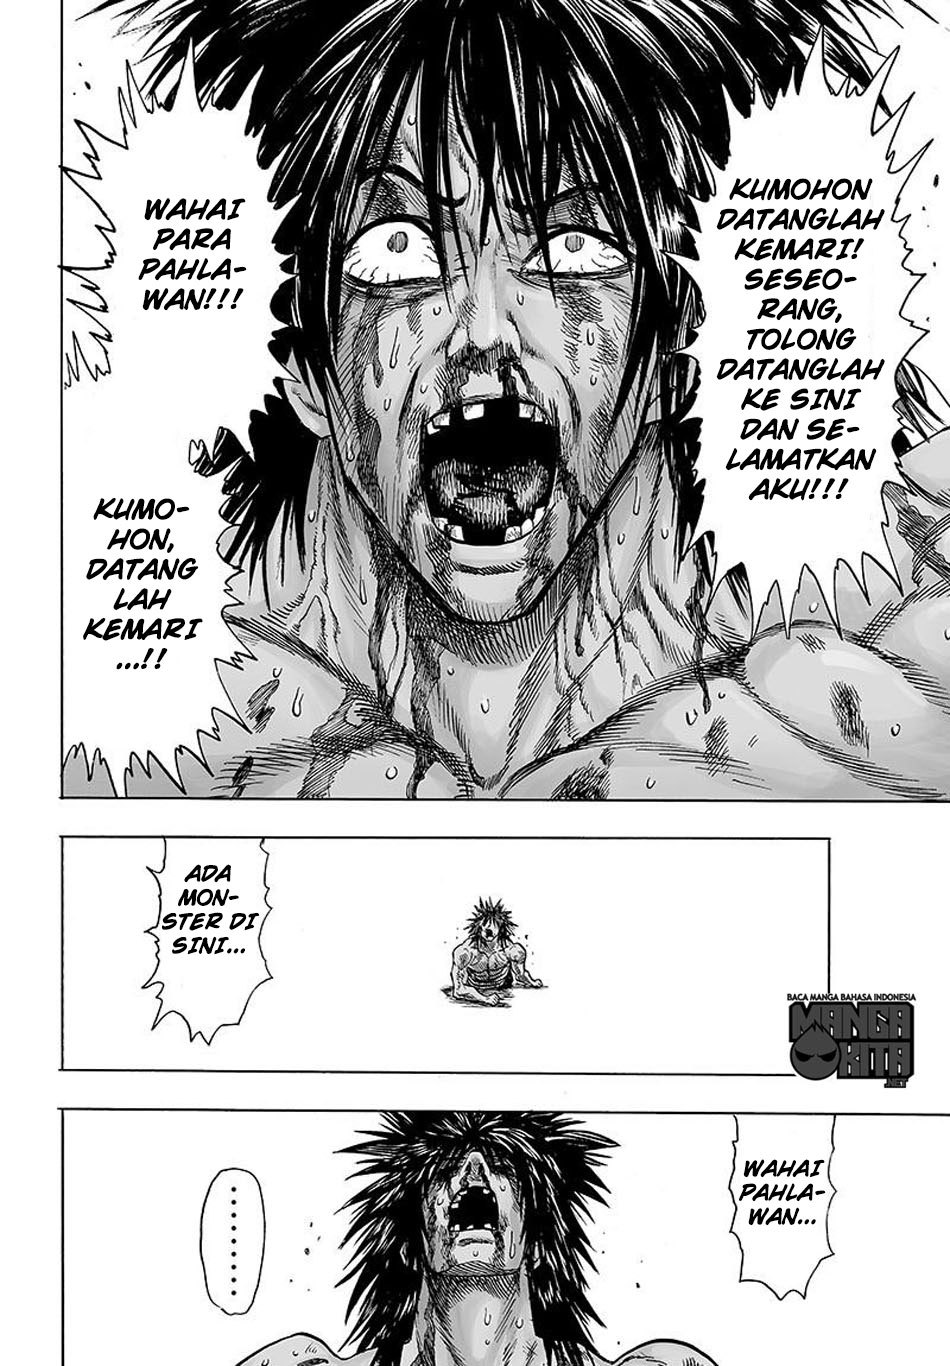 KUMOHON
DATANGLAH
KEMARI!
SESEO-
RANG,
TOLONG
DATANGLAH
KE SINI
DAN SE-
LAMATKAN
AKU!!!
WAHAI
PARA
PAHLA-
WAN!!!
KUMO-
HON,
DATANG
LAH
KEMARI
...!!
ADA
MON-
STER DI
SINI...
BACA MANGA BAHASA INDONESIA
MANGA
KITA
.NET
WAHAI
PAHLA-
WAN...
........